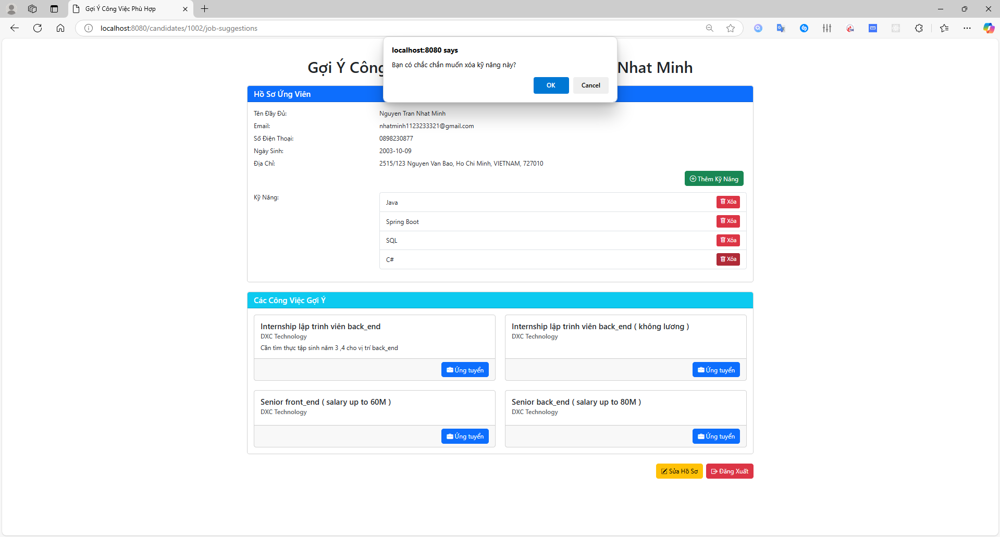 Gợi Ý Công Việc Phù Hợp
localhost:8080/candidates/1002/job-suggestions
localhost:8080 says
Bạn có chắc chắn muốn xóa kỹ năng này?
OK
Cancel
Gợi Ý Công Nhat Minh
Hồ Sơ Ứng Viên
Tên Đầy Đủ: Nguyen Tran Nhat Minh
Email: nhatminh1123233321@gmail.com
Số Điện Thoại: 0898230877
Ngày Sinh: 2003-10-09
Địa Chỉ: 2515/123 Nguyen Van Bao, Ho Chi Minh, VIETNAM, 727010
Thêm Kỹ Năng
Kỹ Năng:
Java Xóa
Spring Boot Xóa
SQL Xóa
C# Xóa
Các Công Việc Gợi Ý
Internship lập trình viên back_end
DXC Technology
Cần tìm thực tập sinh năm 3 ,4 cho vị trí back_end
Ứng tuyển
Internship lập trình viên back_end ( không lương )
DXC Technology
Ứng tuyển
Senior front_end ( salary up to 60M )
DXC Technology
Ứng tuyển
Senior back_end ( salary up to 80M )
DXC Technology
Ứng tuyển
Sửa Hồ Sơ
Đăng Xuất